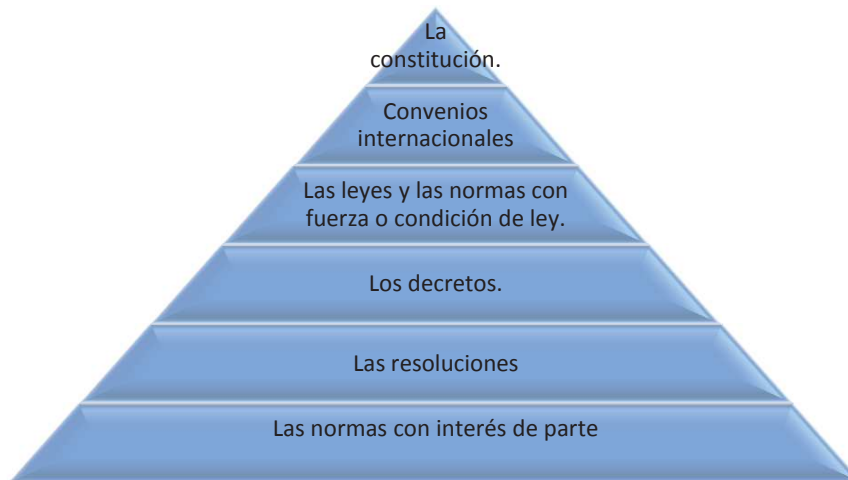 La
constitución.
Convenios
internacionales
Las leyes y las normas con
fuerza o condición de ley.
Los decretos.
Las resoluciones
Las normas con interés de parte